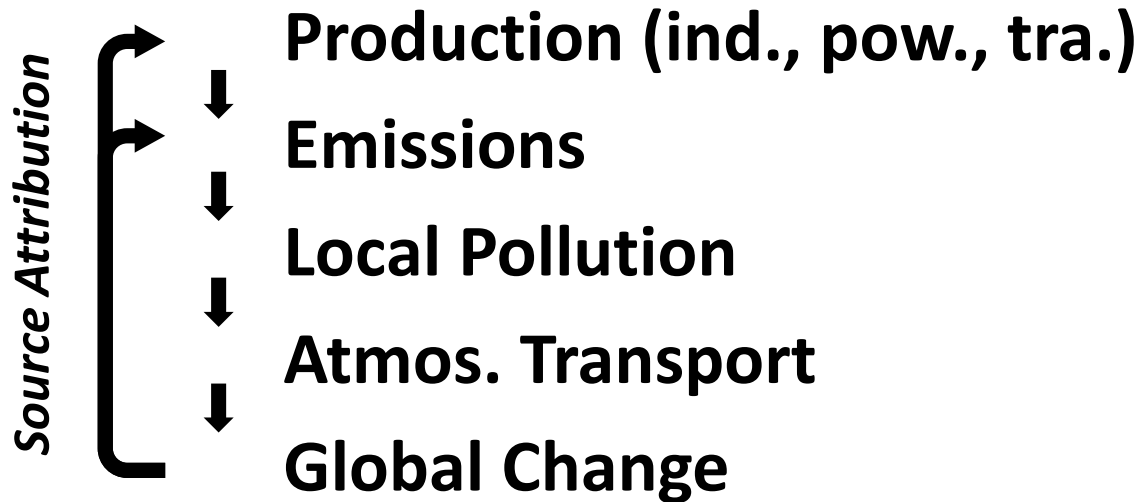 Source Attribution
Production (ind., pow., tra.)
Emissions
Local Pollution
Atmos. Transport
Global Change